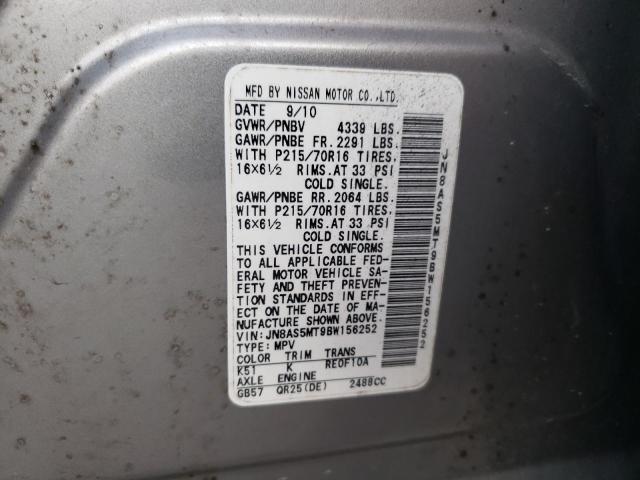 MFD BY NISSAN MOTOR CO.,LTD.
DATE 9/10
GVWR/PNBV 4339 LBS.
GAWR/PNBE FR. 2291 LBS.
WITH P215/70R16 TIRES,
16×6½ RIMS. AT 33 PSI
COLD SINGLE.
GAWR/PNBE RR. 2064 LBS.
WITH P215/70R16 TIRES,
16×6½ RIMS. AT 33 PSI
COLD SINGLE.
THIS VEHICLE CONFORMS
TO ALL APPLICABLE FED-
ERAL MOTOR VEHICLE SA-
FETY AND THEFT PREVEN-
TION STANDARDS IN EFF-
ECT ON THE DATE OF MA-
NUFACTURE SHOWN ABOVE.
VIN: JN8AS5MT9BW156252
TYPE: MPV
COLOR TRIM TRANS
K51 K RE0F10A
AXLE ENGINE
GB57 QR25(DE) 2488CC
JN8AS5MT9BW156252